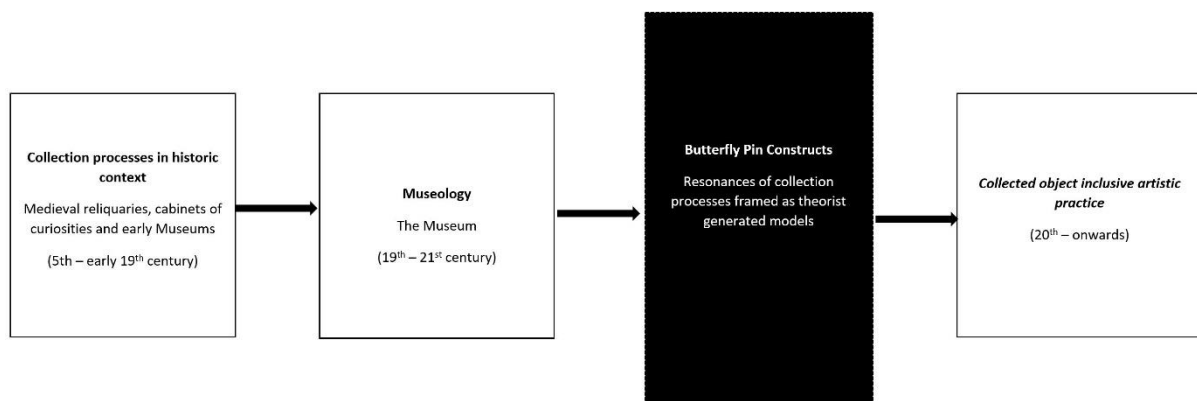 Collection processes in historic
context
Medieval reliquaries, cabinets of
curiosities and early Museums
(5th – early 19th century)
Museology
The Museum
(19th – 21st century)
Butterfly Pin Constructs
Resonances of collection
processes framed as theorist
generated models
Collected object inclusive artistic
practice
(20th – onwards)